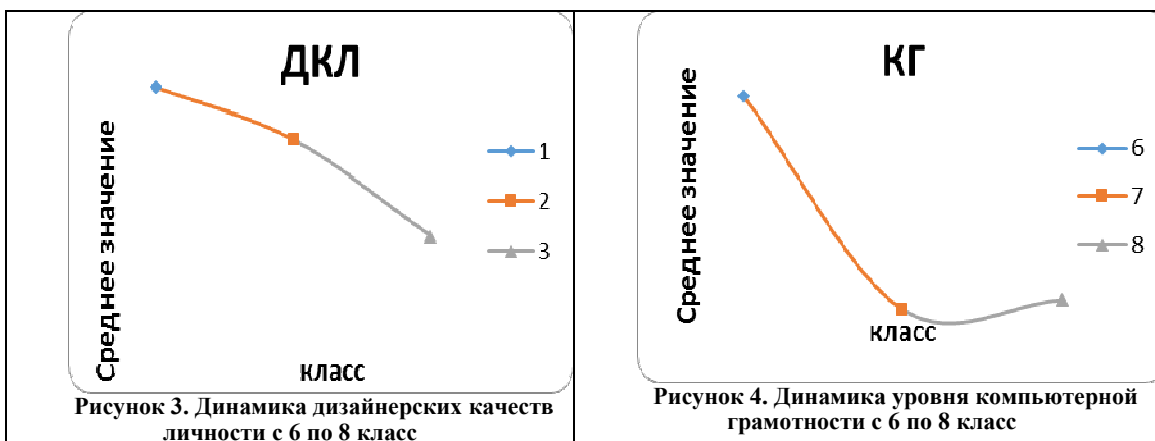 ДКЛ
Среднее значение
1
2
3
класс
Рисунок 3. Динамика дизайнерских качеств
личности с 6 по 8 класс
КГ
Среднее значение
6
7
8
класс
Рисунок 4. Динамика уровня компьютерной
грамотности с 6 по 8 класс